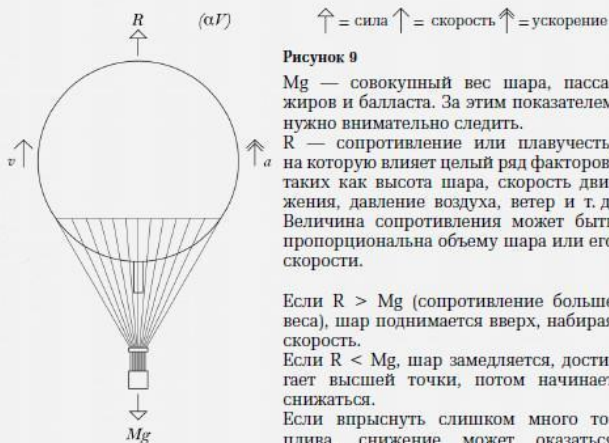 R (αV)
= сила = скорость = ускорение
Рисунок 9
Mg — совокупный вес шара, пасса
жиров и балласта. За этим показателем
нужно внимательно следить.
R — сопротивление или плавучесть
на которую влияет целый ряд факторов
таких как высота шара, скорость дви
жения, давление воздуха, ветер и т. д
Величина сопротивления может быть
пропорциональна объему шара или его
скорости.
v
a
Если R > Mg (сопротивление больше
веса), шар поднимается вверх, набирая
скорость.
Если R < Mg, шар замедляется, дости
гает высшей точки, потом начинает
снижаться.
Если впрыснуть слишком много то
плива, снижение может оказаться
Mg